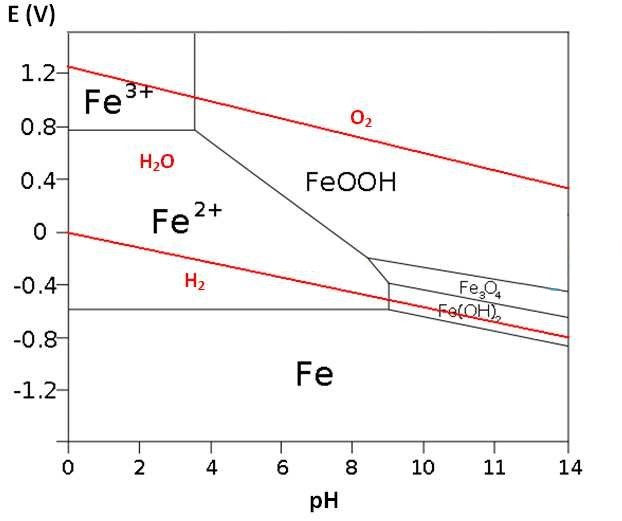 E (V)
1.2
Fe³⁺
O₂
0.8
H₂O
FeOOH
0.4
Fe²⁺
0
H₂
Fe₃O₄
-0.4
Fe(OH)₂
-0.8
Fe
-1.2
0 2 4 6 8 10 11 14
pH